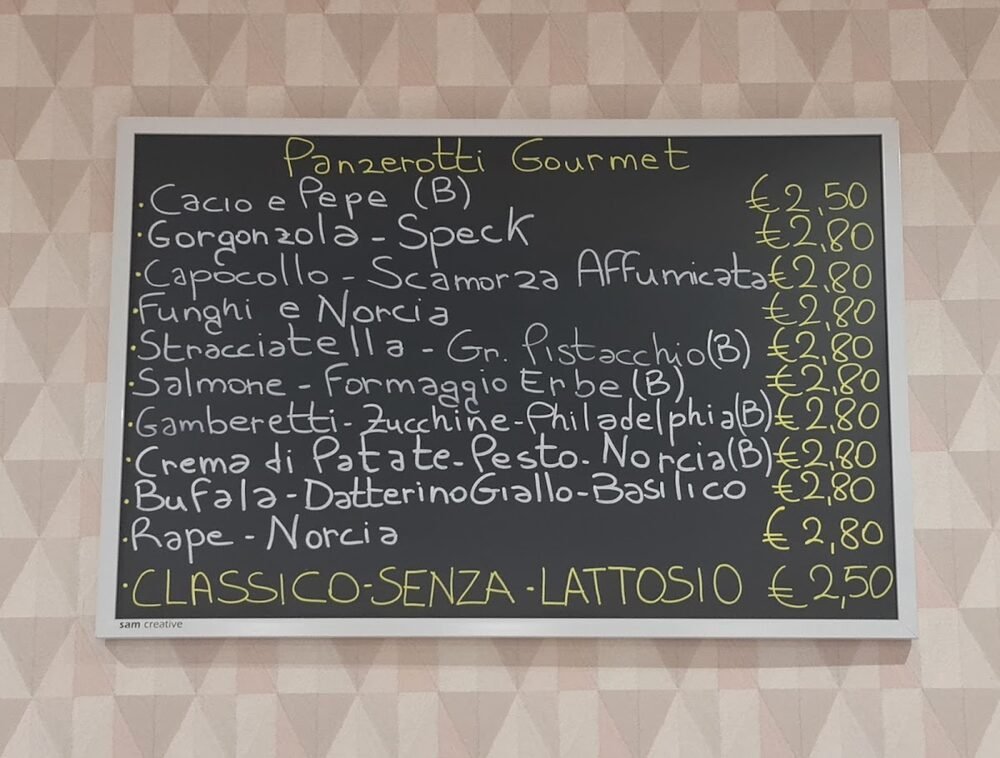 Panzerotti Gourmet
·Cacio e Pepe (B) €2,50
·Gorgonzola - Speck €2,80
·Capocollo - Scamorza Affumicata €2,80
·Funghi e Norcia €2,80
·Stracciatella - Gr. Pistacchio(B) €2,80
·Salmone - Formaggio Erbe (B) €2,80
·Gamberetti-Zucchine-Philadelphia(B) €2,80
·Crema di Patate-Pesto-Norcia(B) €2,80
·Bufala-Datterino Giallo-Basilico €2,80
·Rape - Norcia €2,80
·CLASSICO-SENZA-LATTOSIO €2,50
sam creative